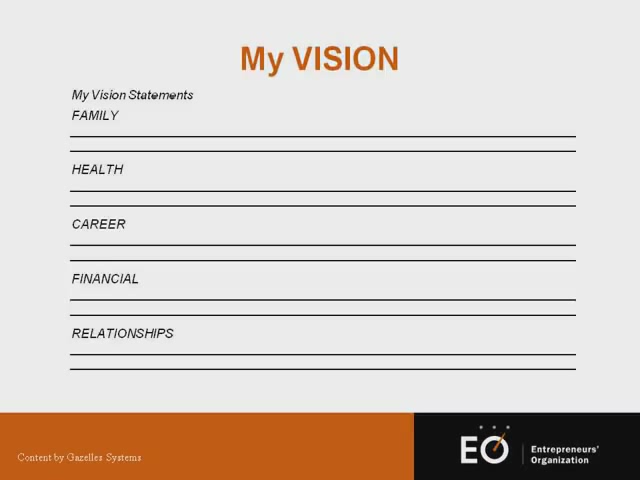 My VISION
My Vision Statements
FAMILY
HEALTH
CAREER
FINANCIAL
RELATIONSHIPS
Content by Gazelles Systems
EO
Entrepreneurs'
Organization